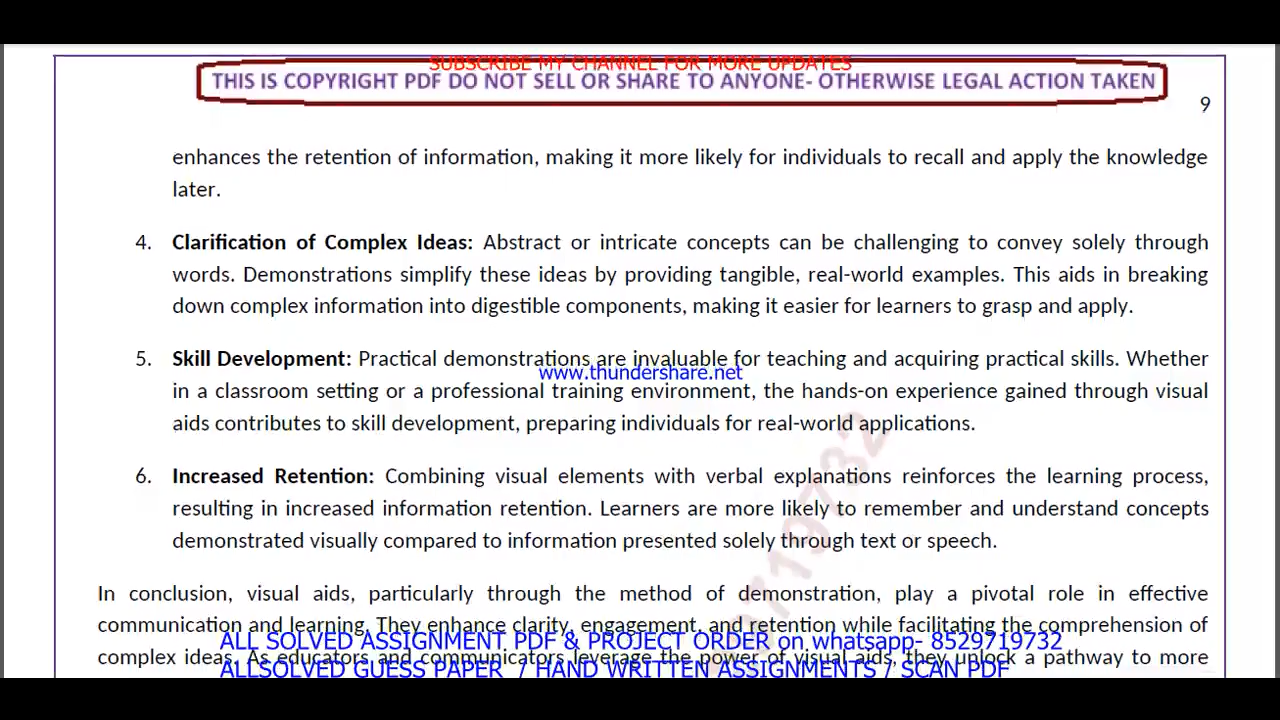 SUBSCRIBE MY CHANNEL FOR MORE UPDATES
THIS IS COPYRIGHT PDF DO NOT SELL OR SHARE TO ANYONE- OTHERWISE LEGAL ACTION TAKEN
9
enhances the retention of information, making it more likely for individuals to recall and apply the knowledge
later.
4. Clarification of Complex Ideas: Abstract or intricate concepts can be challenging to convey solely through
words. Demonstrations simplify these ideas by providing tangible, real-world examples. This aids in breaking
down complex information into digestible components, making it easier for learners to grasp and apply.
5. Skill Development: Practical demonstrations are invaluable for teaching and acquiring practical skills. Whether
www.thundershare.net
in a classroom setting or a professional training environment, the hands-on experience gained through visual
aids contributes to skill development, preparing individuals for real-world applications.
6. Increased Retention: Combining visual elements with verbal explanations reinforces the learning process,
resulting in increased information retention. Learners are more likely to remember and understand concepts
demonstrated visually compared to information presented solely through text or speech.
In conclusion, visual aids, particularly through the method of demonstration, play a pivotal role in effective
communication and learning. They enhance clarity, engagement, and retention while facilitating the comprehension of
ALL SOLVED ASSIGNMENT PDF & PROJECT ORDER on whatsapp- 8529719732
complex ideas. As educators and communicators leverage the power of visual aids, they unlock a pathway to more
ALLSOLVED GUESS PAPER / HAND WRITTEN ASSIGNMENTS / SCAN PDF